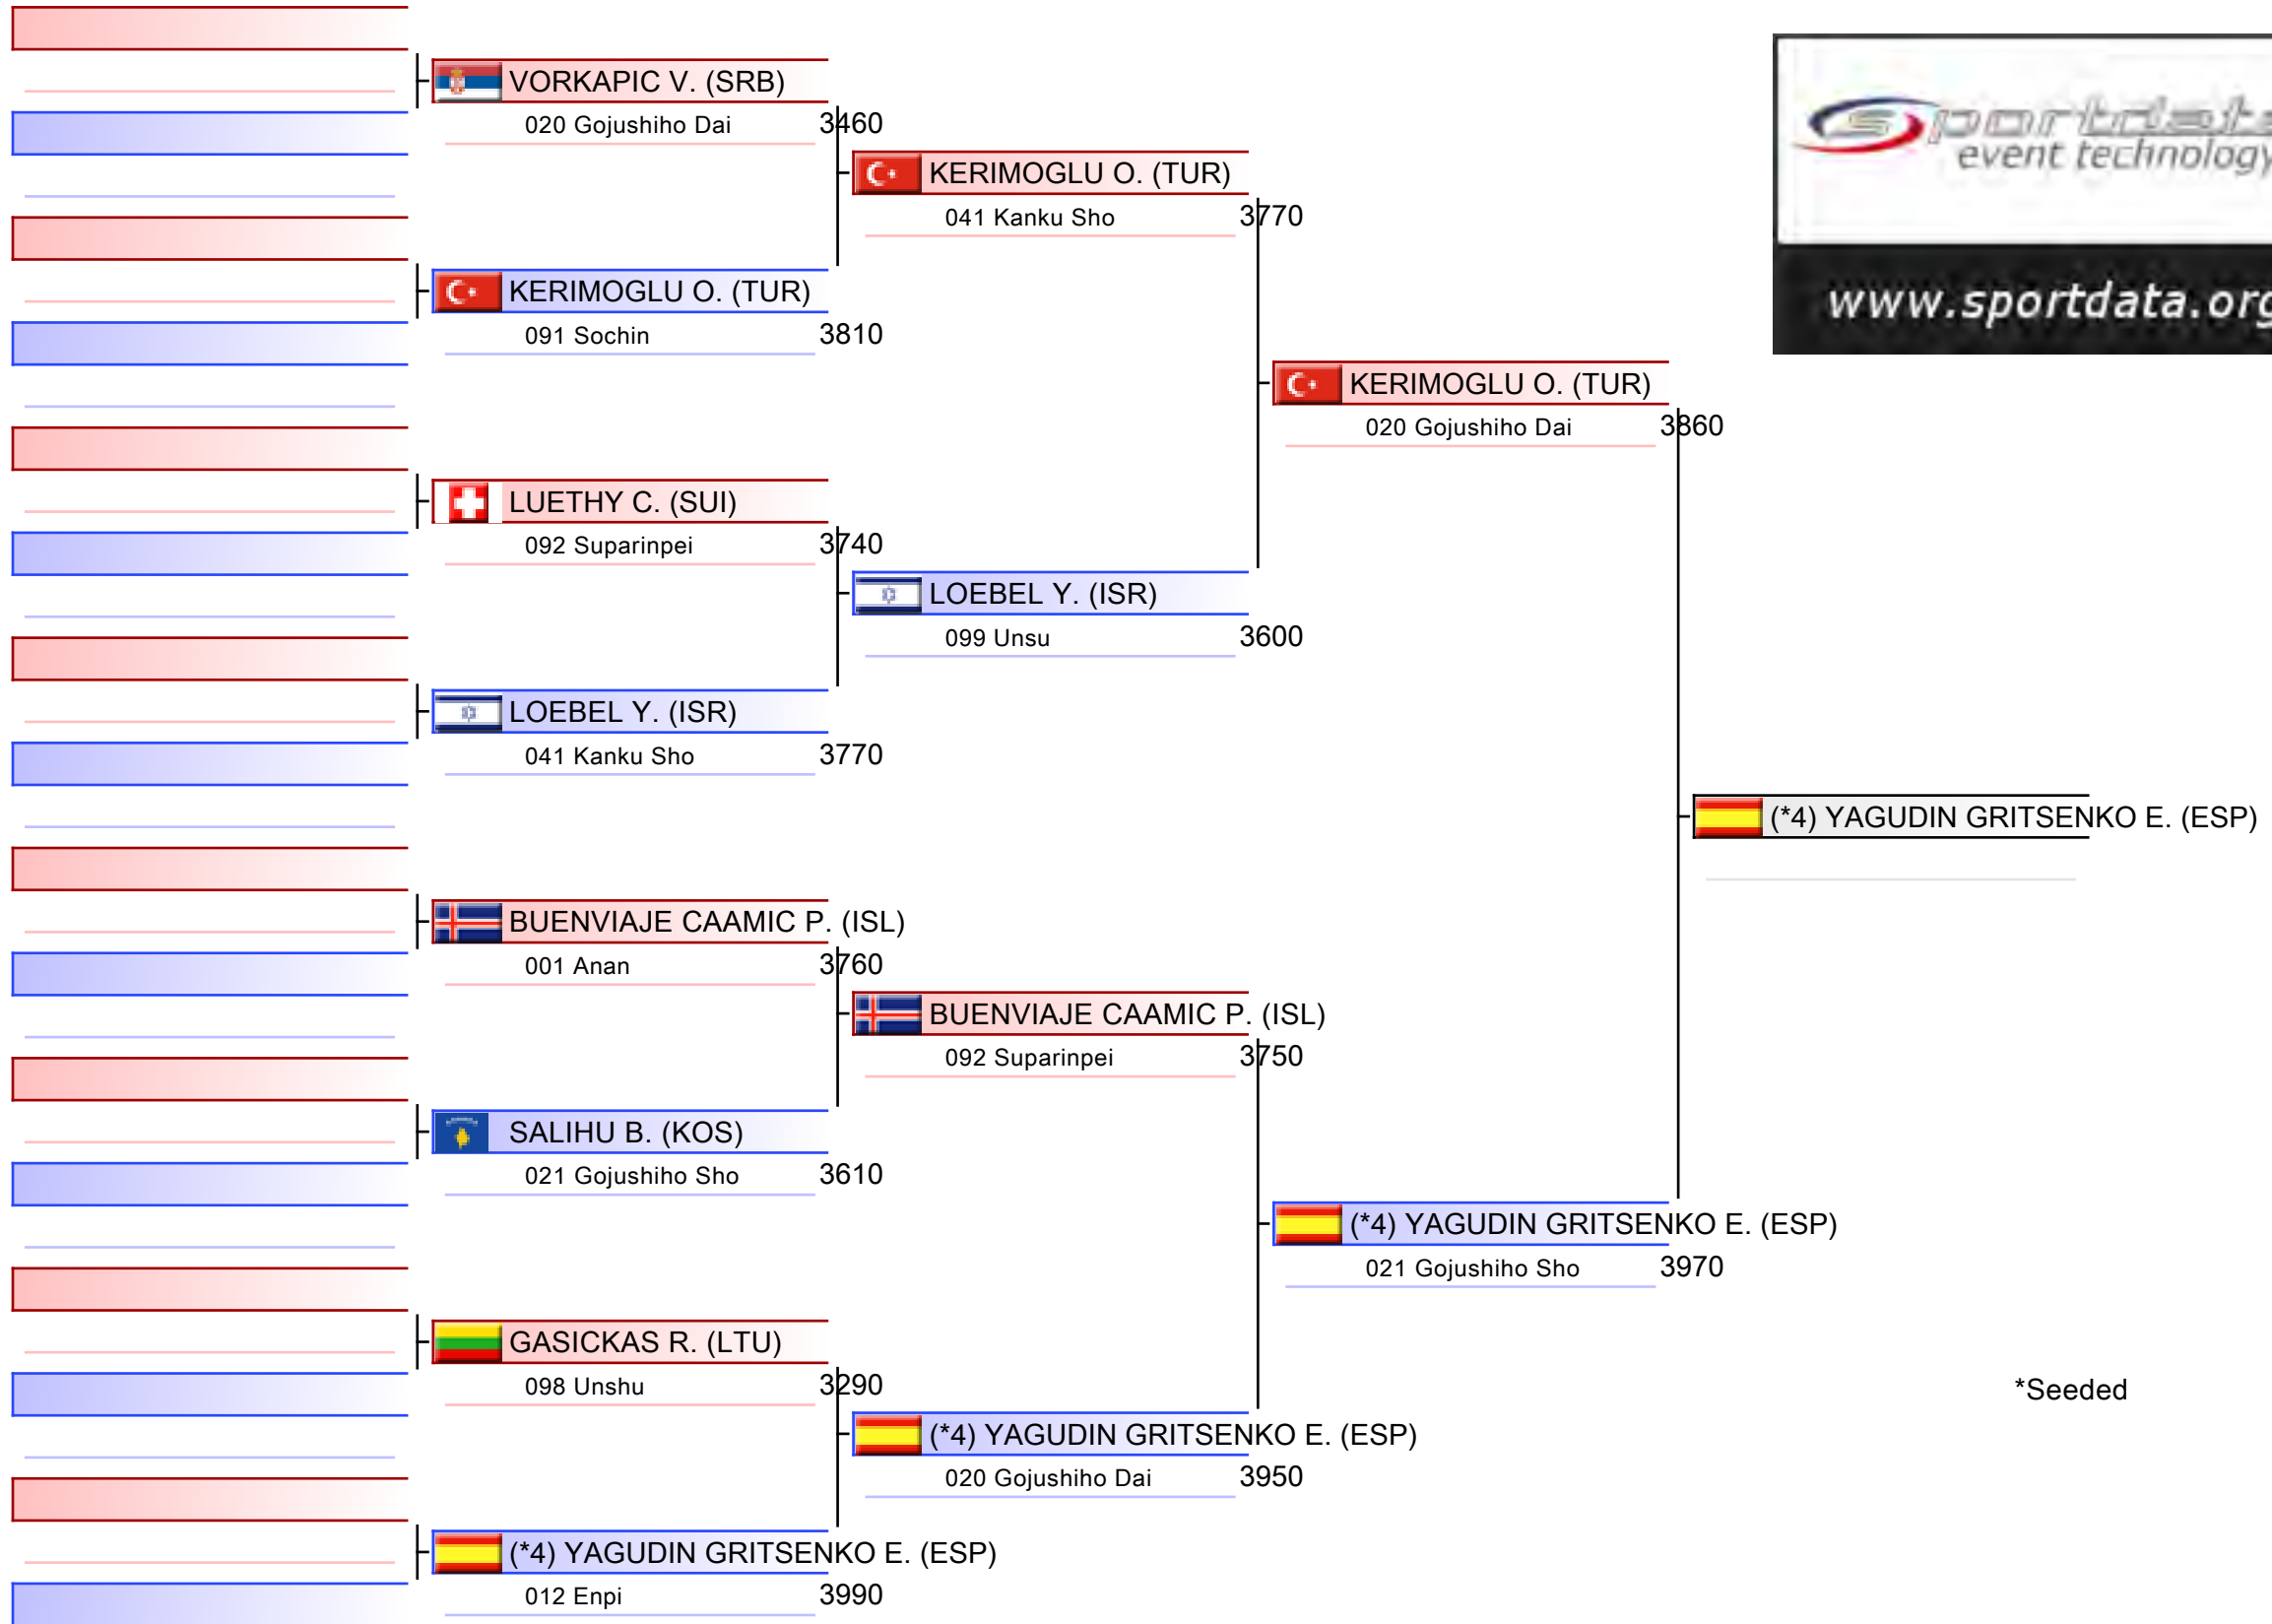 VORKAPIC V. (SRB)
020 Gojushiho Dai 3460
KERIMOGLU O. (TUR)
041 Kanku Sho 3770
KERIMOGLU O. (TUR)
091 Sochin 3810
KERIMOGLU O. (TUR)
020 Gojushiho Dai 3860
LUETHY C. (SUI)
092 Suparinpei 3740
LOEBEL Y. (ISR)
099 Unsu 3600
LOEBEL Y. (ISR)
041 Kanku Sho 3770
(*4) YAGUDIN GRITSENKO E. (ESP)
BUENVIAJE CAAMIC P. (ISL)
001 Anan 3760
BUENVIAJE CAAMIC P. (ISL)
092 Suparinpei 3750
SALIHU B. (KOS)
021 Gojushiho Sho 3610
(*4) YAGUDIN GRITSENKO E. (ESP)
021 Gojushiho Sho 3970
GASICKAS R. (LTU)
098 Unshu 3290
(*4) YAGUDIN GRITSENKO E. (ESP)
020 Gojushiho Dai 3950
(*4) YAGUDIN GRITSENKO E. (ESP)
012 Enpi 3990
sportdata
event technology
www.sportdata.org
*Seeded